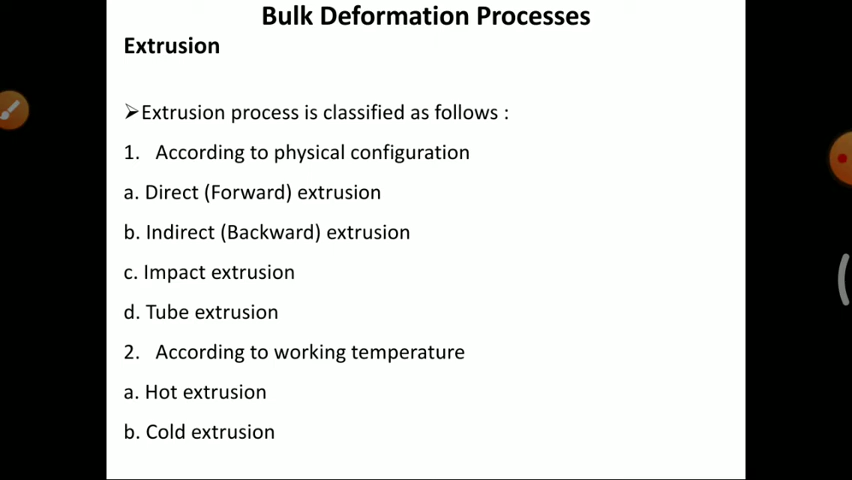 Bulk Deformation Processes
Extrusion
➢Extrusion process is classified as follows :
1. According to physical configuration
a. Direct (Forward) extrusion
b. Indirect (Backward) extrusion
c. Impact extrusion
d. Tube extrusion
2. According to working temperature
a. Hot extrusion
b. Cold extrusion